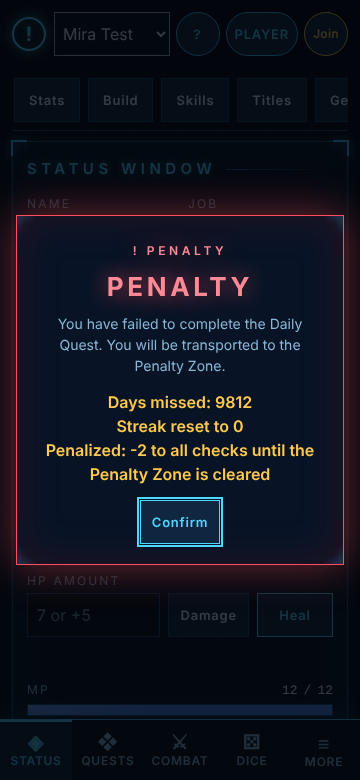 ! Mira Test ? PLAYER Join
Stats Build Skills Titles Ge
STATUS WINDOW
NAME JOB
! PENALTY
PENALTY
You have failed to complete the Daily
Quest. You will be transported to the
Penalty Zone.
Days missed: 9812
Streak reset to 0
Penalized: -2 to all checks until the
Penalty Zone is cleared
Confirm
HP AMOUNT
7 or +5 Damage Heal
MP 12 / 12
STATUS QUESTS COMBAT DICE MORE